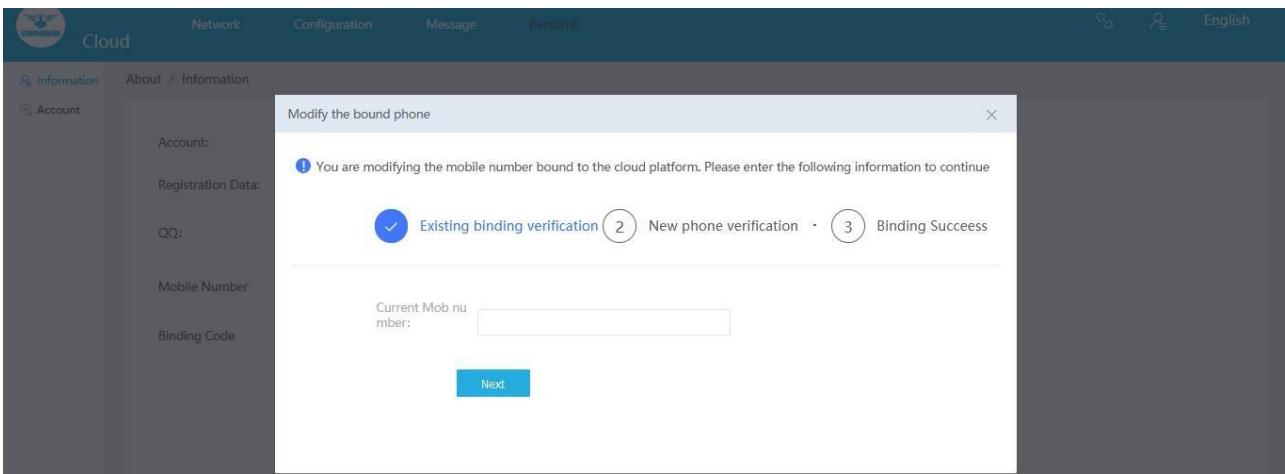 COMMANDO
Cloud
Network Configuration Message Personal English
Information
About / Information
Account
Modify the bound phone
Account:
You are modifying the mobile number bound to the cloud platform. Please enter the following information to continue
Registration Data:
Existing binding verification 2 New phone verification · 3 Binding Succeess
QQ:
Mobile Number
Current Mob nu
mber:
Binding Code
Next